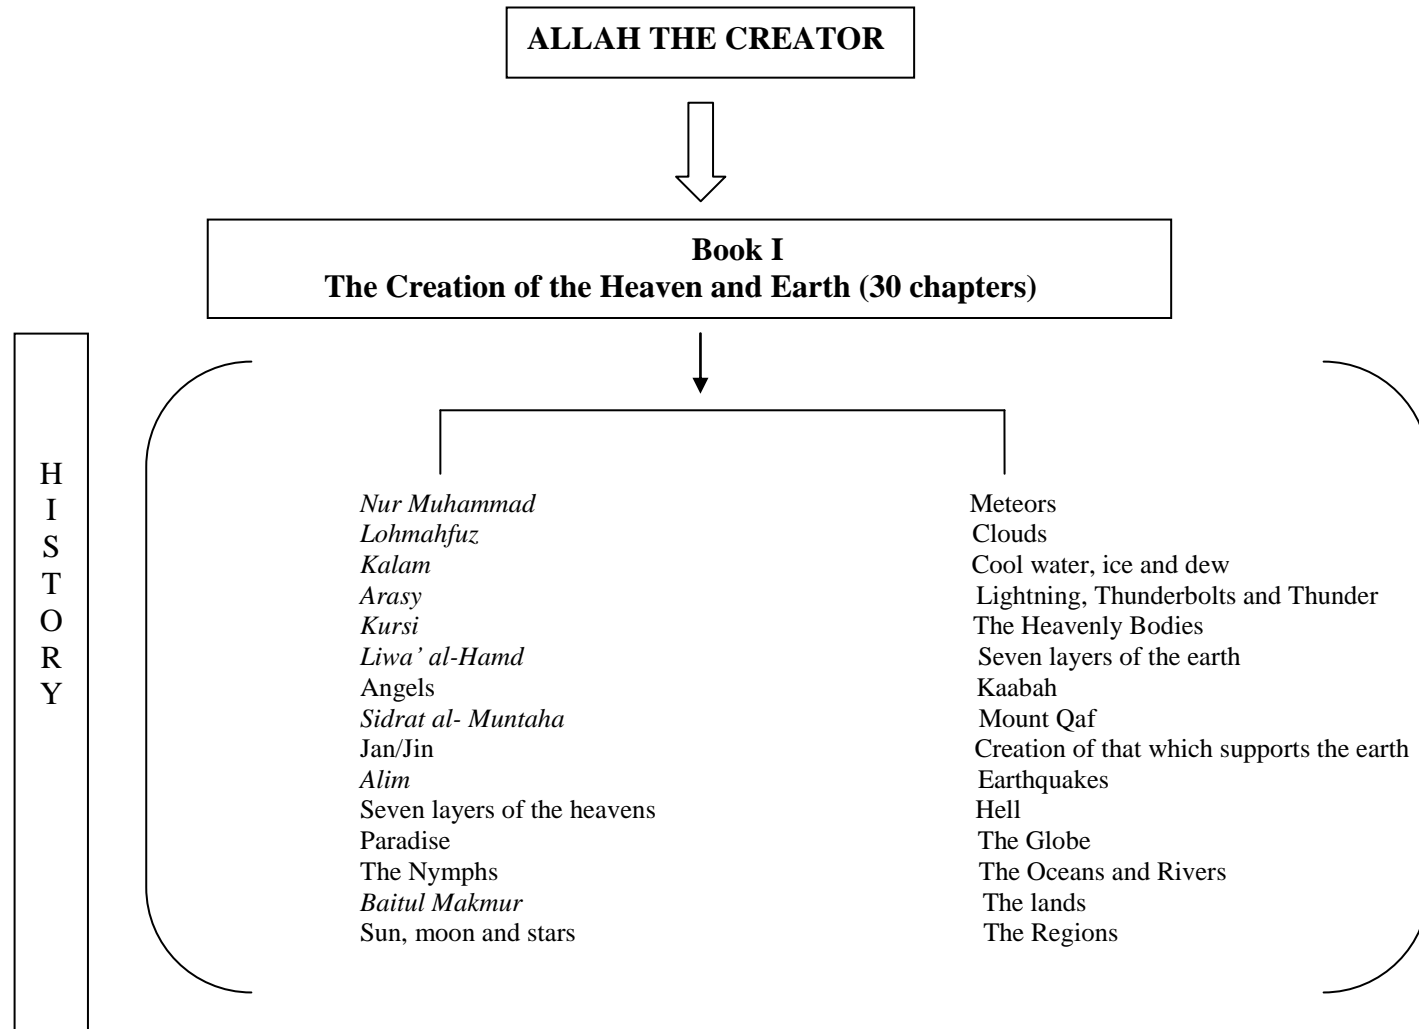 ALLAH THE CREATOR
Book I
The Creation of the Heaven and Earth (30 chapters)
H
I
S
T
O
R
Y
Nur Muhammad
Lohmahfuz
Kalam
Arasy
Kursi
Liwa’ al-Hamd
Angels
Sidrat al- Muntaha
Jan/Jin
Alim
Seven layers of the heavens
Paradise
The Nymphs
Baitul Makmur
Sun, moon and stars
Meteors
Clouds
Cool water, ice and dew
Lightning, Thunderbolts and Thunder
The Heavenly Bodies
Seven layers of the earth
Kaabah
Mount Qaf
Creation of that which supports the earth
Earthquakes
Hell
The Globe
The Oceans and Rivers
The lands
The Regions